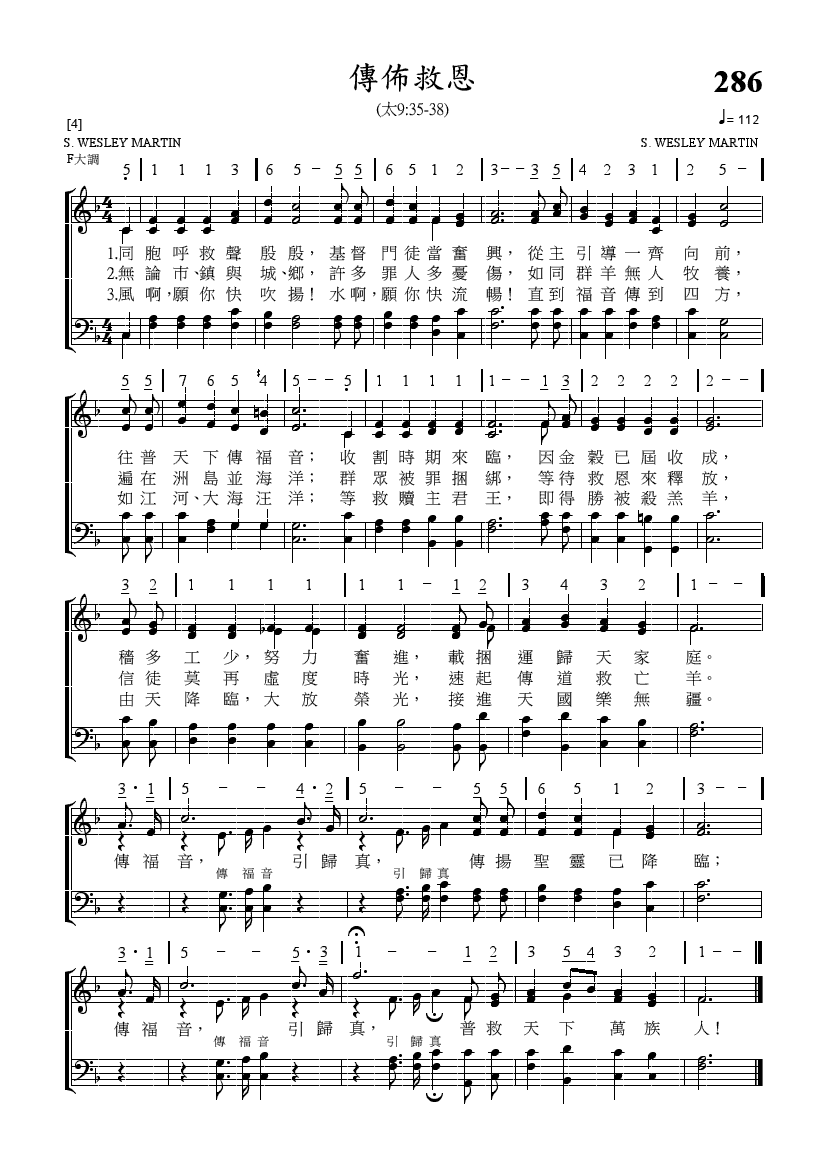 傳佈救恩
286
(太9:35-38)
[4]
♩= 112
S. WESLEY MARTIN
S. WESLEY MARTIN
F大調
5 | 1 1 1 3 | 6 5 – 5 5 | 6 5 1 2 | 3 – 3 5 | 4 2 3 1 | 2 5 – |
4 4
1.同胞呼救聲殷殷，基督門徒當奮興，從主引導一齊向前，
2.無論市、鎮與城、鄉，許多罪人多憂傷，如同群羊無人牧養，
3.風啊，願你快吹揚！水啊，願你快流暢！直到福音傳到四方，
4 4
5 5 | 7 6 5 4 | 5 – – 5 | 1 1 1 1 | 1 – – 1 3 | 2 2 2 2 | 2 – – |
往普天下傳福音；收割時期來臨，因金穀已屆收成，
遍在洲島並海洋；群眾被罪捆綁，等待救恩來釋放，
如江河、大海汪洋；等救贖主君王，即得勝被殺羔羊，
3 2 | 1 1 1 1 | 1 1 – 1 2 | 3 4 3 2 | 1 – – |
穡多工少，努力奮進，載捆運歸天家庭。
信徒莫再虛度時光，速起傳道救亡羊。
由天降臨，大放榮光，接進天國樂無疆。
3 · 1 | 5 – – 4 · 2 | 5 – – 5 5 | 6 5 1 2 | 3 – – |
傳福音，引歸真，傳揚聖靈已降臨；
傳 福音 引 歸真
3 · 1 | 5 – – 5 · 3 | 1 – 1 2 | 3 5 4 3 2 | 1 – – ||
傳福音，引歸真，普救天下萬族人！
傳 福音 引 歸真